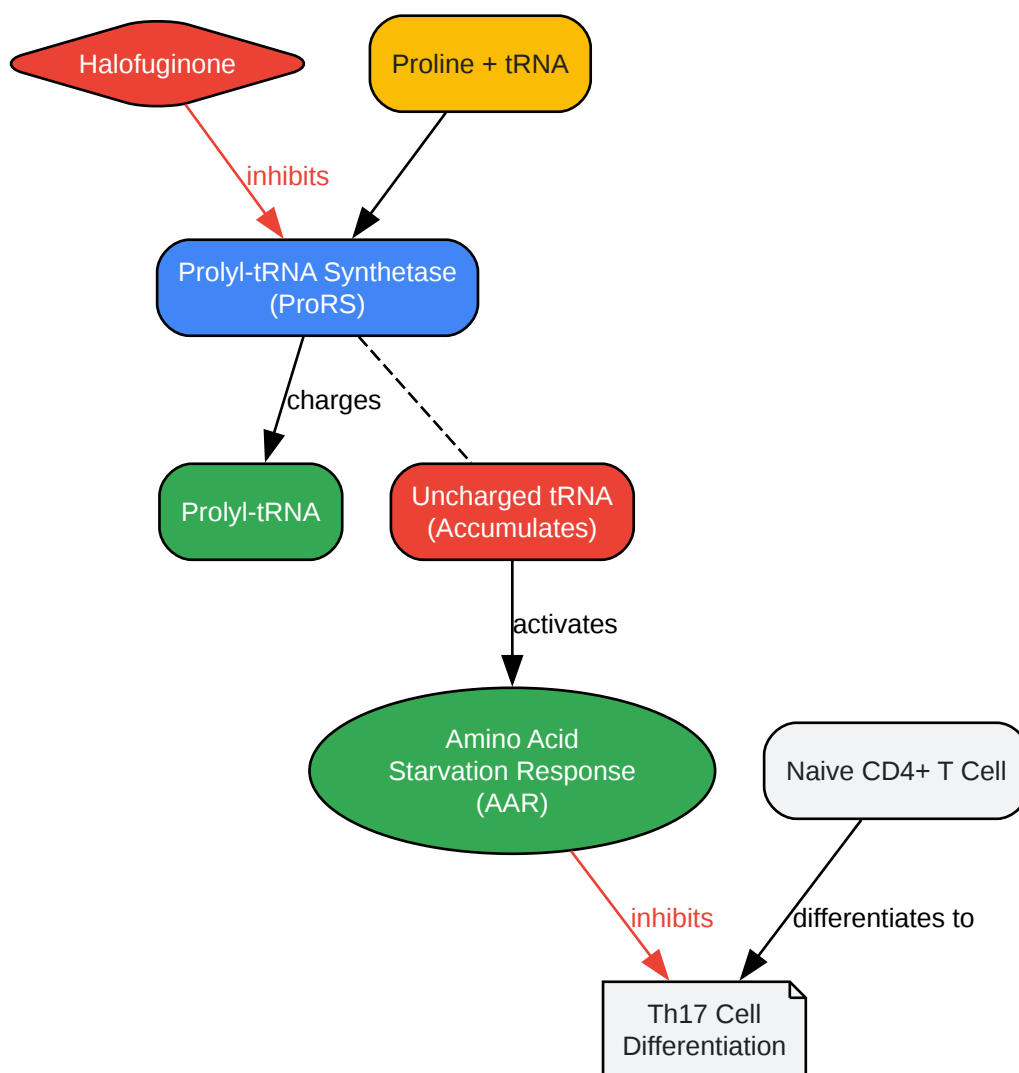 Halofuginone
Proline + tRNA
inhibits
Prolyl-tRNA Synthetase
(ProRS)
charges
Prolyl-tRNA
Uncharged tRNA
(Accumulates)
activates
Amino Acid
Starvation Response
(AAR)
Naive CD4+ T Cell
inhibits
differentiates to
Th17 Cell
Differentiation